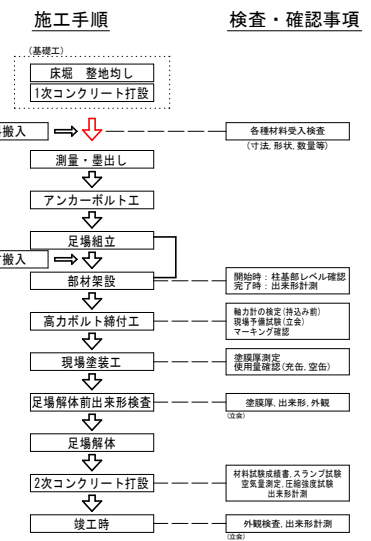 施工手順
検査・確認事項
(基礎工)
床堀　整地均し
1次コンクリート打設
搬入
各種材料受入検査
(寸法,形状,数量等)
測量・墨出し
アンカーボルト工
足場組立
搬入
部材架設
開始時：柱基部レベル確認
完了時：出来形計測
高力ボルト締付工
軸力計の検定(持込み前)
現場予備試験(立会)
マーキング確認
現場塗装工
塗膜厚測定
使用量確認(充缶,空缶)
足場解体前出来形検査
塗膜厚,出来形,外観
(立会)
足場解体
2次コンクリート打設
材料試験成績書,スランプ試験
空気量測定,圧縮強度試験
出来形計測
竣工時
外観検査,出来形計測
(立会)